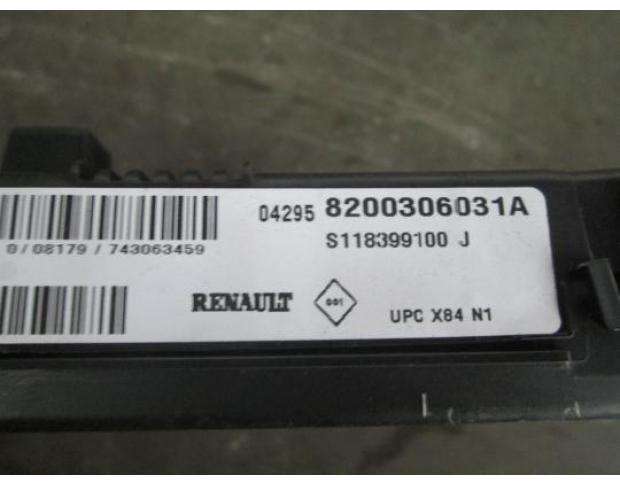 04295 8200306031A
S118399100 J
0 / 08179 / 743063459
RENAULT 001 UPC X84 N1